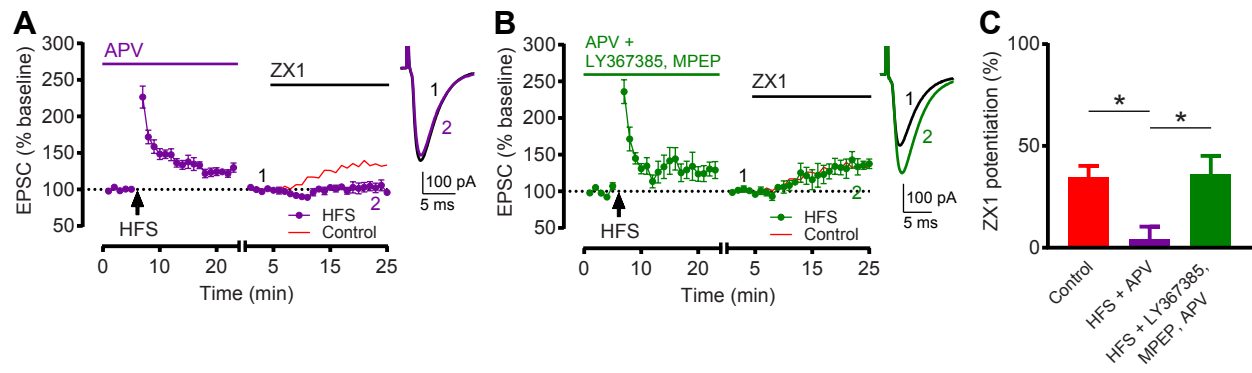 A
EPSC (% baseline)
300
250
200
150
100
50
APV
ZX1
1
2
HFS
HFS
Control
0
10
20
5
15
25
Time (min)
1
2
100 pA
5 ms
B
EPSC (% baseline)
300
250
200
150
100
50
APV +
LY367385, MPEP
ZX1
1
2
HFS
HFS
Control
0
10
20
5
15
25
Time (min)
1
2
100 pA
5 ms
C
ZX1 potentiation (%)
100
50
0
*
*
Control
HFS + APV
HFS + LY367385,
MPEP, APV